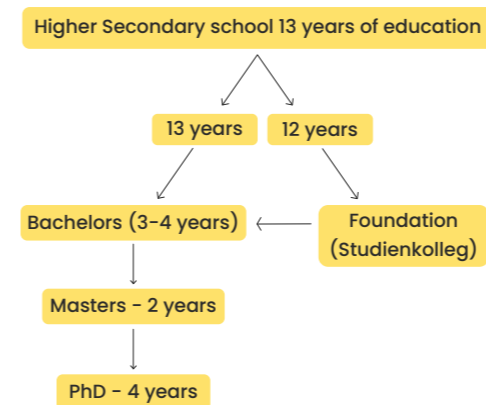 Higher Secondary school 13 years of education
13 years
12 years
Bachelors (3-4 years)
Foundation
(Studienkolleg)
Masters - 2 years
PhD - 4 years